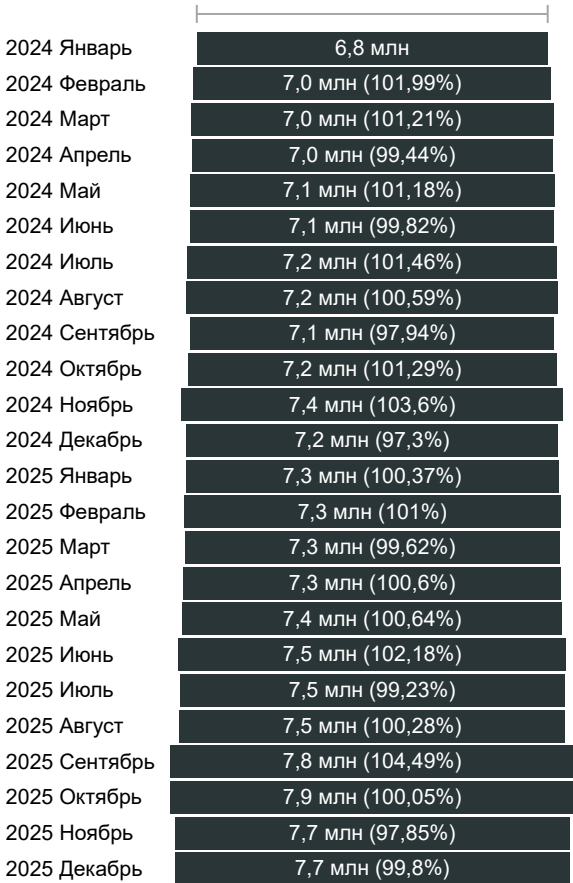 2024 Январь 6,8 млн
2024 Февраль 7,0 млн (101,99%)
2024 Март 7,0 млн (101,21%)
2024 Апрель 7,0 млн (99,44%)
2024 Май 7,1 млн (101,18%)
2024 Июнь 7,1 млн (99,82%)
2024 Июль 7,2 млн (101,46%)
2024 Август 7,2 млн (100,59%)
2024 Сентябрь 7,1 млн (97,94%)
2024 Октябрь 7,2 млн (101,29%)
2024 Ноябрь 7,4 млн (103,6%)
2024 Декабрь 7,2 млн (97,3%)
2025 Январь 7,3 млн (100,37%)
2025 Февраль 7,3 млн (101%)
2025 Март 7,3 млн (99,62%)
2025 Апрель 7,3 млн (100,6%)
2025 Май 7,4 млн (100,64%)
2025 Июнь 7,5 млн (102,18%)
2025 Июль 7,5 млн (99,23%)
2025 Август 7,5 млн (100,28%)
2025 Сентябрь 7,8 млн (104,49%)
2025 Октябрь 7,9 млн (100,05%)
2025 Ноябрь 7,7 млн (97,85%)
2025 Декабрь 7,7 млн (99,8%)